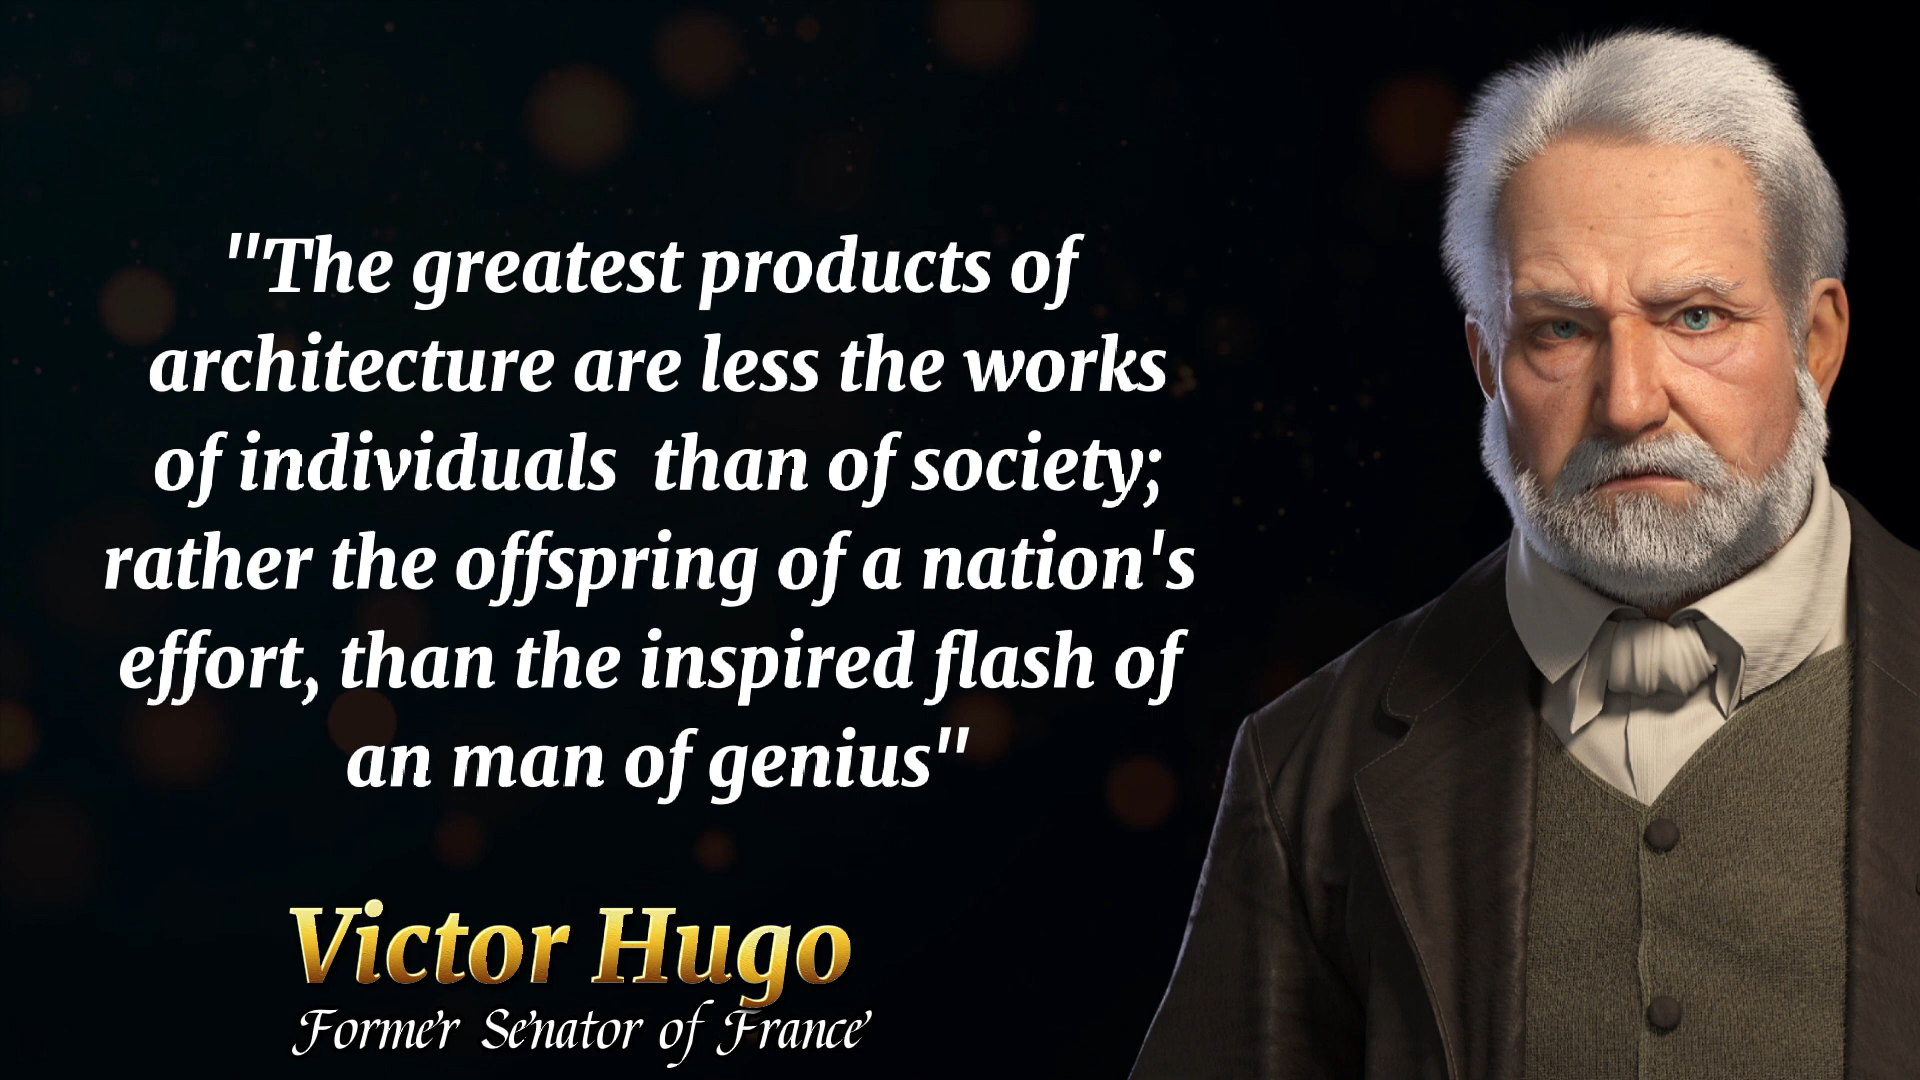 "The greatest products of
architecture are less the works
of individuals  than of society;
rather the offspring of a nation's
effort, than the inspired flash of
an man of genius"
Victor Hugo
Former Senator of France